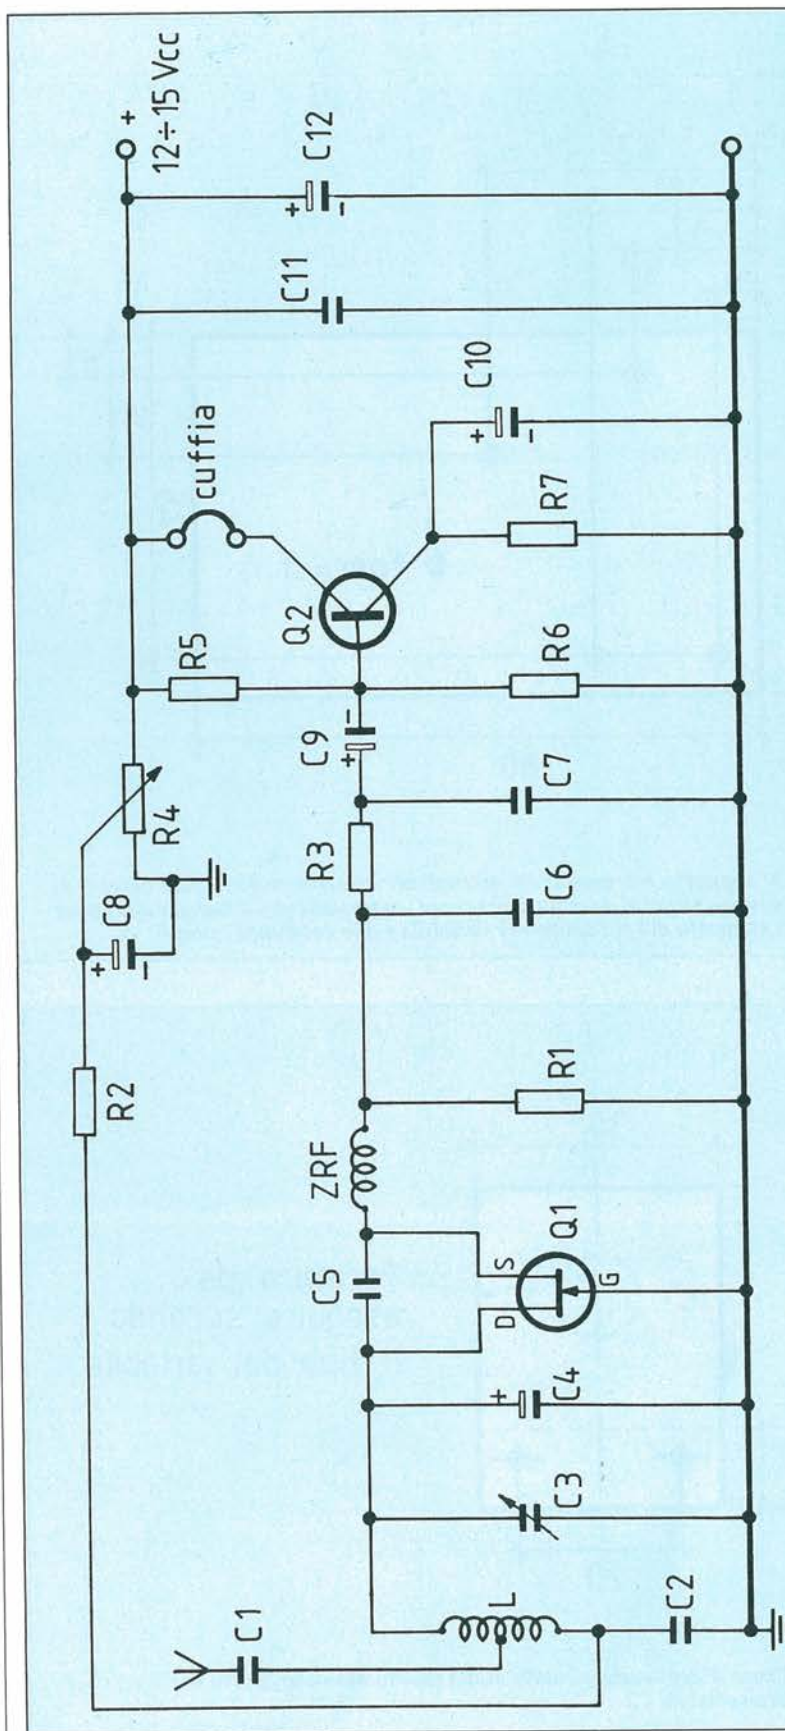 12÷15 Vcc
+
C12
+
-
C11
C10
+
-
cuffia
R7
Q2
R5
R6
C9
+
-
C7
R4
R3
C6
C8
+
-
R2
R1
ZRF
C5
Q1
D
S
G
C4
+
C3
L
C2
C1